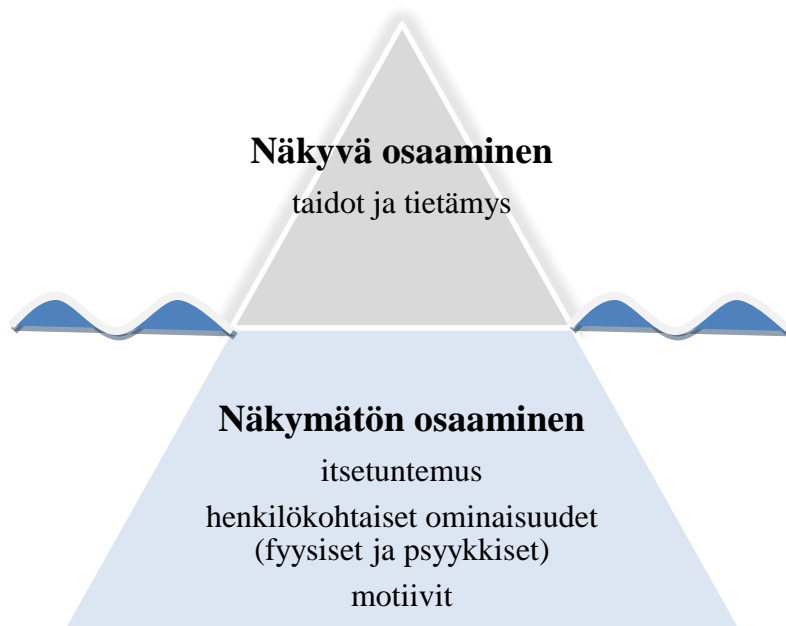 Näkyvä osaaminen
taidot ja tietämys
Näkymätön osaaminen
itsetuntemus
henkilökohtaiset ominaisuudet
(fyysiset ja psyykkiset)
motiivit